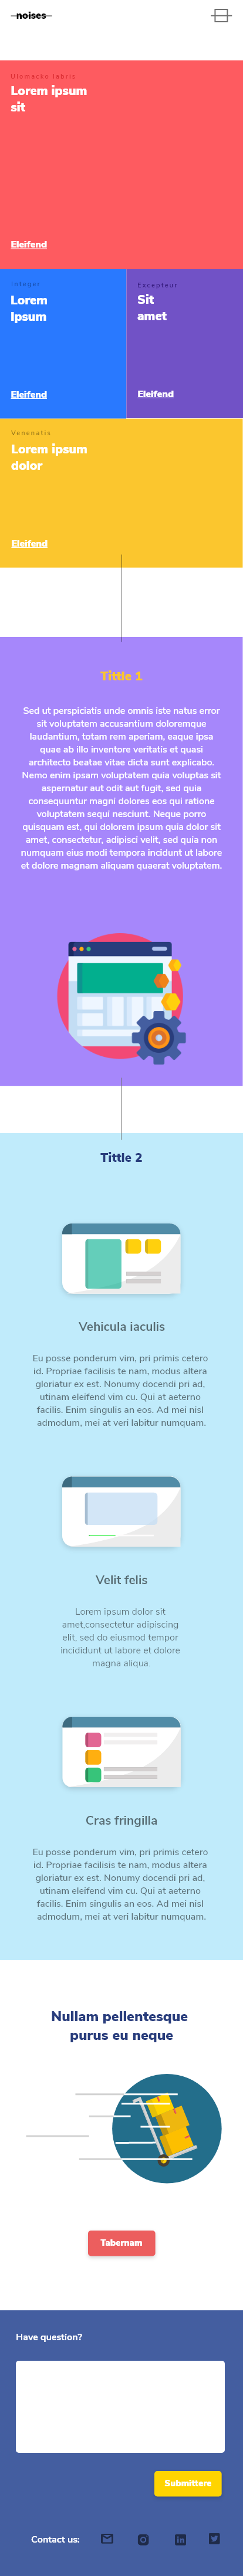 noises
Ulomacks labris
Lorem ipsum
sit
Eleifend
Integer
Lorem
Ipsum
Eleifend
Excepteur
Sit
amet
Eleifend
Venenatis
Lorem ipsum
dolor
Eleifend
Tittle 1
Sed ut perspiciatis unde omnis iste natus error
sit voluptatem accusantium doloremque
laudantium, totam rem aperiam, eaque ipsa
quae ab illo inventore veritatis et quasi
architecto beatae vitae dicta sunt explicabo.
Nemo enim ipsam voluptatem quia voluptas sit
aspernatur aut odit aut fugit, sed quia
consequuntur magni dolores eos qui ratione
voluptatem sequi nesciunt. Neque porro
quisquam est, qui dolorem ipsum quia dolor sit
amet, consectetur, adipisci velit, sed quia non
numquam eius modi tempora incidunt ut labore
et dolore magnam aliquam quaerat voluptatem.
Tittle 2
Vehicula iaculis
Eu posse ponderum vim, pri primis cetero
id. Propriae facilisis te nam, modus altera
gloriatur ex est. Nonumy docendi pri ad,
utinam eleifend vim cu. Qui at aeterno
facilis. Enim singulis an eos. Ad mei nisl
admodum, mei at veri labitur numquam.
Velit felis
Lorem ipsum dolor sit
amet,consectetur adipiscing
elit, sed do eiusmod tempor
incididunt ut labore et dolore
magna aliqua.
Cras fringilla
Eu posse ponderum vim, pri primis cetero
id. Propriae facilisis te nam, modus altera
gloriatur ex est. Nonumy docendi pri ad,
utinam eleifend vim cu. Qui at aeterno
facilis. Enim singulis an eos. Ad mei nisl
admodum, mei at veri labitur numquam.
Nullam pellentesque
purus eu neque
Tabernam
Have question?
Submitters
Contact us: